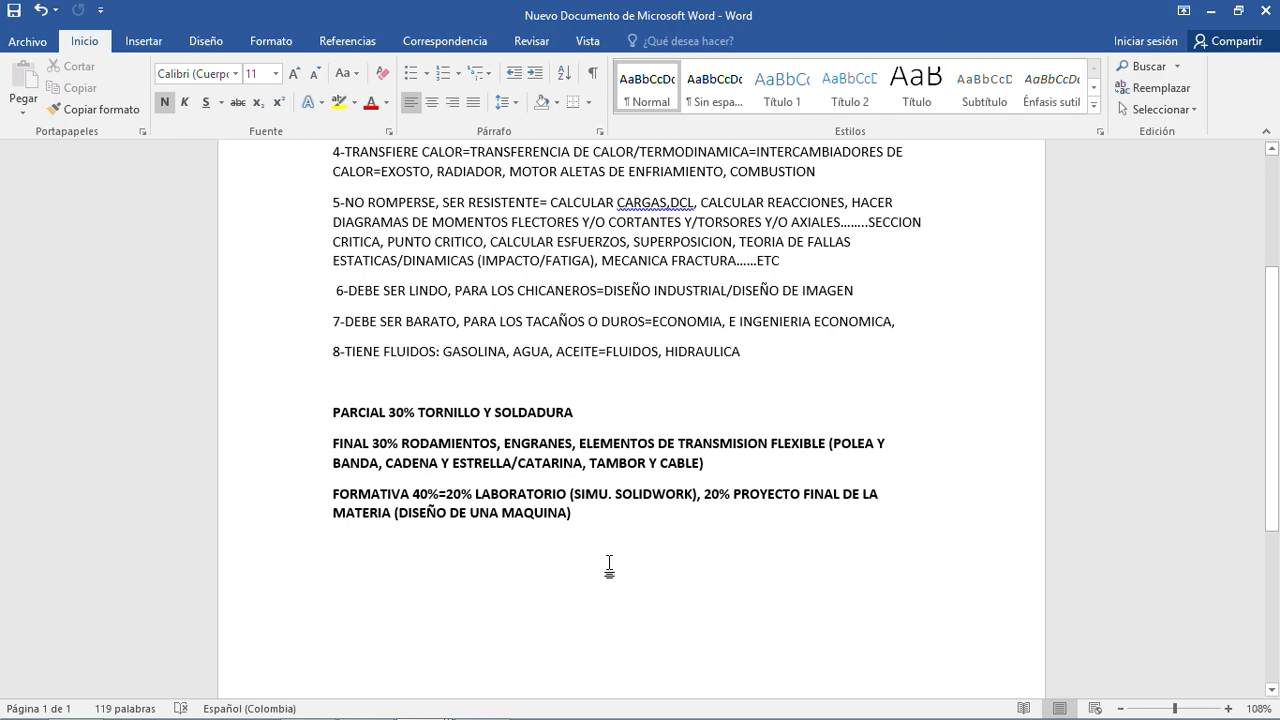 Nuevo Documento de Microsoft Word - Word
Archivo Inicio Insertar Diseño Formato Referencias Correspondencia Revisar Vista ¿Qué desea hacer? Iniciar sesión Compartir
Pegar
Cortar
Copiar
Copiar formato
Portapapeles
Calibri (Cuerpo 11
Aa
N K S abc x₂ x²
Fuente
Párrafo
AaBbCcDc AaBbCcDc AaBbCcD AaBbCcC AaB AaBbCcD AaBbCcDc
¶ Normal ¶ Sin espa... Título 1 Título 2 Título Subtítulo Énfasis sutil
Estilos
Buscar
Reemplazar
Seleccionar
Edición
4-TRANSFIERE CALOR=TRANSFERENCIA DE CALOR/TERMODINAMICA=INTERCAMBIADORES DE
CALOR=EXOSTO, RADIADOR, MOTOR ALETAS DE ENFRIAMIENTO, COMBUSTION
5-NO ROMPERSE, SER RESISTENTE= CALCULAR CARGAS,DCL, CALCULAR REACCIONES, HACER
DIAGRAMAS DE MOMENTOS FLECTORES Y/O CORTANTES Y/TORSORES Y/O AXIALES........SECCION
CRITICA, PUNTO CRITICO, CALCULAR ESFUERZOS, SUPERPOSICION, TEORIA DE FALLAS
ESTATICAS/DINAMICAS (IMPACTO/FATIGA), MECANICA FRACTURA......ETC
6-DEBE SER LINDO, PARA LOS CHICANEROS=DISEÑO INDUSTRIAL/DISEÑO DE IMAGEN
7-DEBE SER BARATO, PARA LOS TACAÑOS O DUROS=ECONOMIA, E INGENIERIA ECONOMICA,
8-TIENE FLUIDOS: GASOLINA, AGUA, ACEITE=FLUIDOS, HIDRAULICA
PARCIAL 30% TORNILLO Y SOLDADURA
FINAL 30% RODAMIENTOS, ENGRANES, ELEMENTOS DE TRANSMISION FLEXIBLE (POLEA Y
BANDA, CADENA Y ESTRELLA/CATARINA, TAMBOR Y CABLE)
FORMATIVA 40%=20% LABORATORIO (SIMU. SOLIDWORK), 20% PROYECTO FINAL DE LA
MATERIA (DISEÑO DE UNA MAQUINA)
Página 1 de 1 119 palabras Español (Colombia) 108%